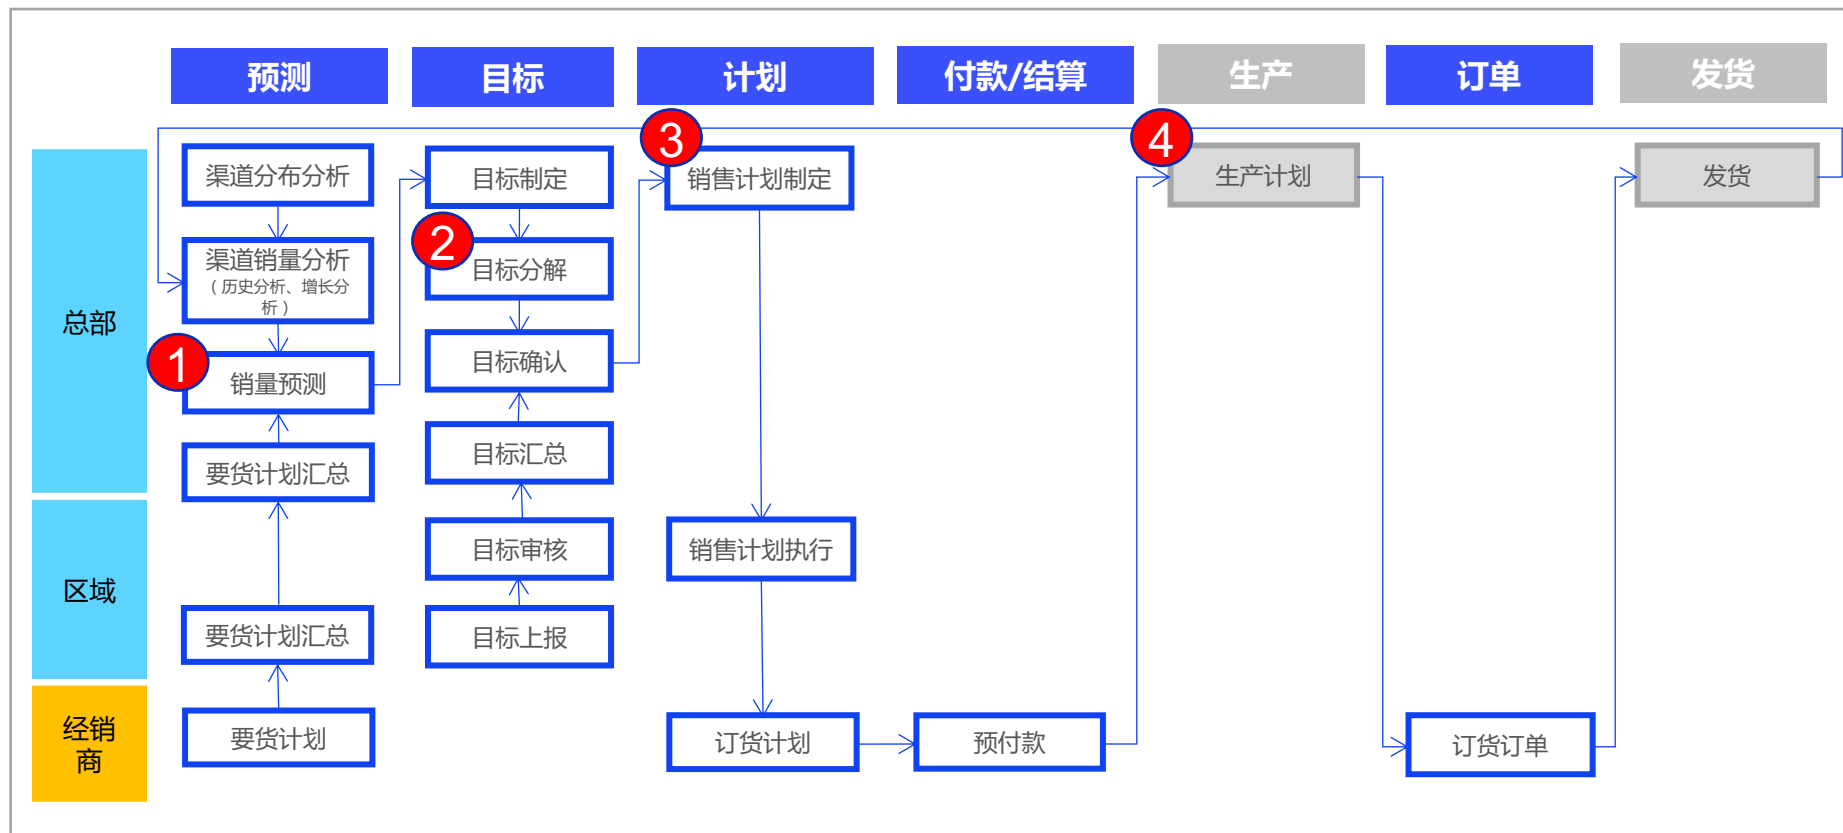 预测
目标
计划
付款/结算
生产
订单
发货
总部
区域
经销
商
渠道分布分析
渠道销量分析
（历史分析、增长分
析）
1
销量预测
要货计划汇总
要货计划汇总
要货计划
目标制定
2
目标分解
目标确认
目标汇总
目标审核
目标上报
3
销售计划制定
销售计划执行
订货计划
预付款
4
生产计划
订货订单
发货